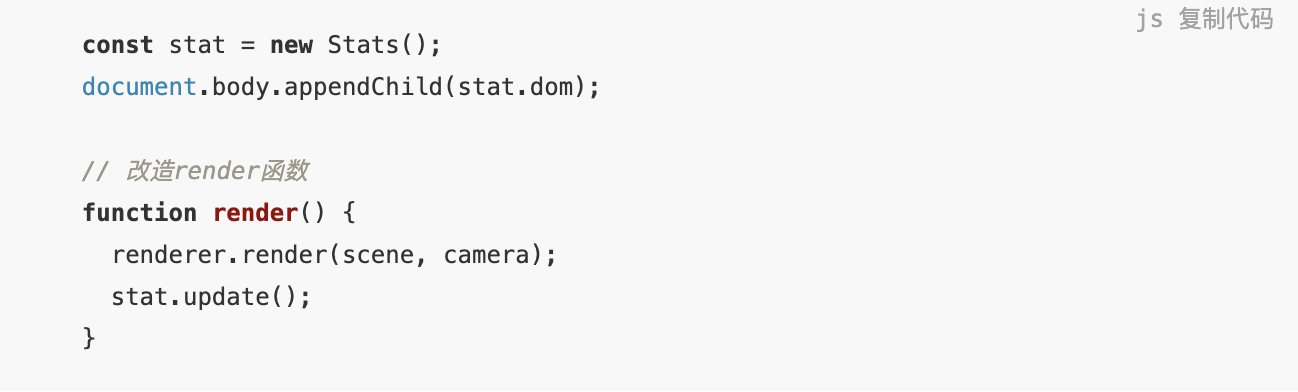 js 复制代码
const stat = new Stats();
document.body.appendChild(stat.dom);
// 改造render函数
function render() {
  renderer.render(scene, camera);
  stat.update();
}